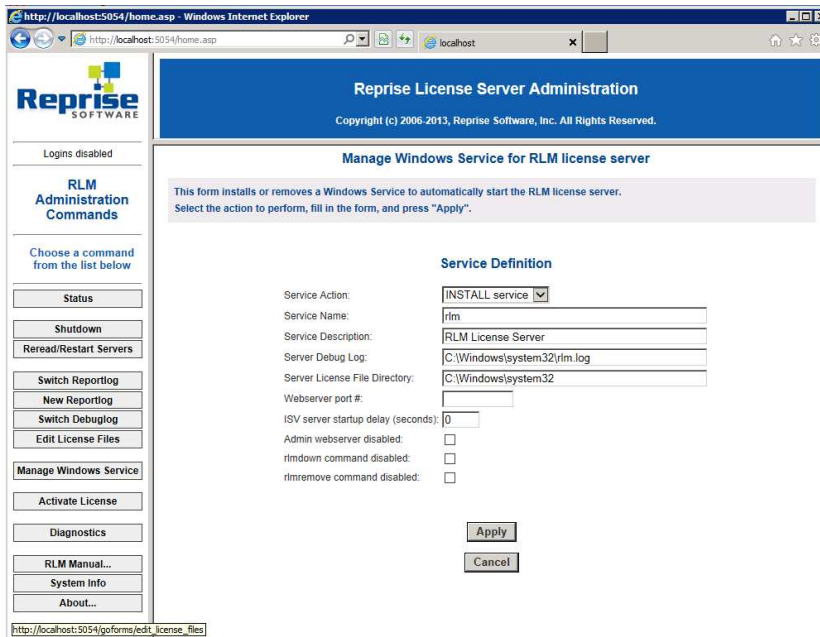 http://localhost:5054/home.asp - Windows Internet Explorer
http://localhost:5054/home.asp
localhost
Reprise
SOFTWARE
Reprise License Server Administration
Copyright (c) 2006-2013, Reprise Software, Inc. All Rights Reserved.
Logins disabled
RLM
Administration
Commands
Choose a command
from the list below
Status
Shutdown
Reread/Restart Servers
Switch Reportlog
New Reportlog
Switch Debuglog
Edit License Files
Manage Windows Service
Activate License
Diagnostics
RLM Manual...
System Info
About...
Manage Windows Service for RLM license server
This form installs or removes a Windows Service to automatically start the RLM license server.
Select the action to perform, fill in the form, and press "Apply".
Service Definition
Service Action: INSTALL service
Service Name: rlm
Service Description: RLM License Server
Server Debug Log: C:\Windows\system32\rlm.log
Server License File Directory: C:\Windows\system32
Webserver port #:
ISV server startup delay (seconds): 0
Admin webserver disabled:
rlmdown command disabled:
rlmremove command disabled:
Apply
Cancel
http://localhost:5054/goforms/edit_license_files